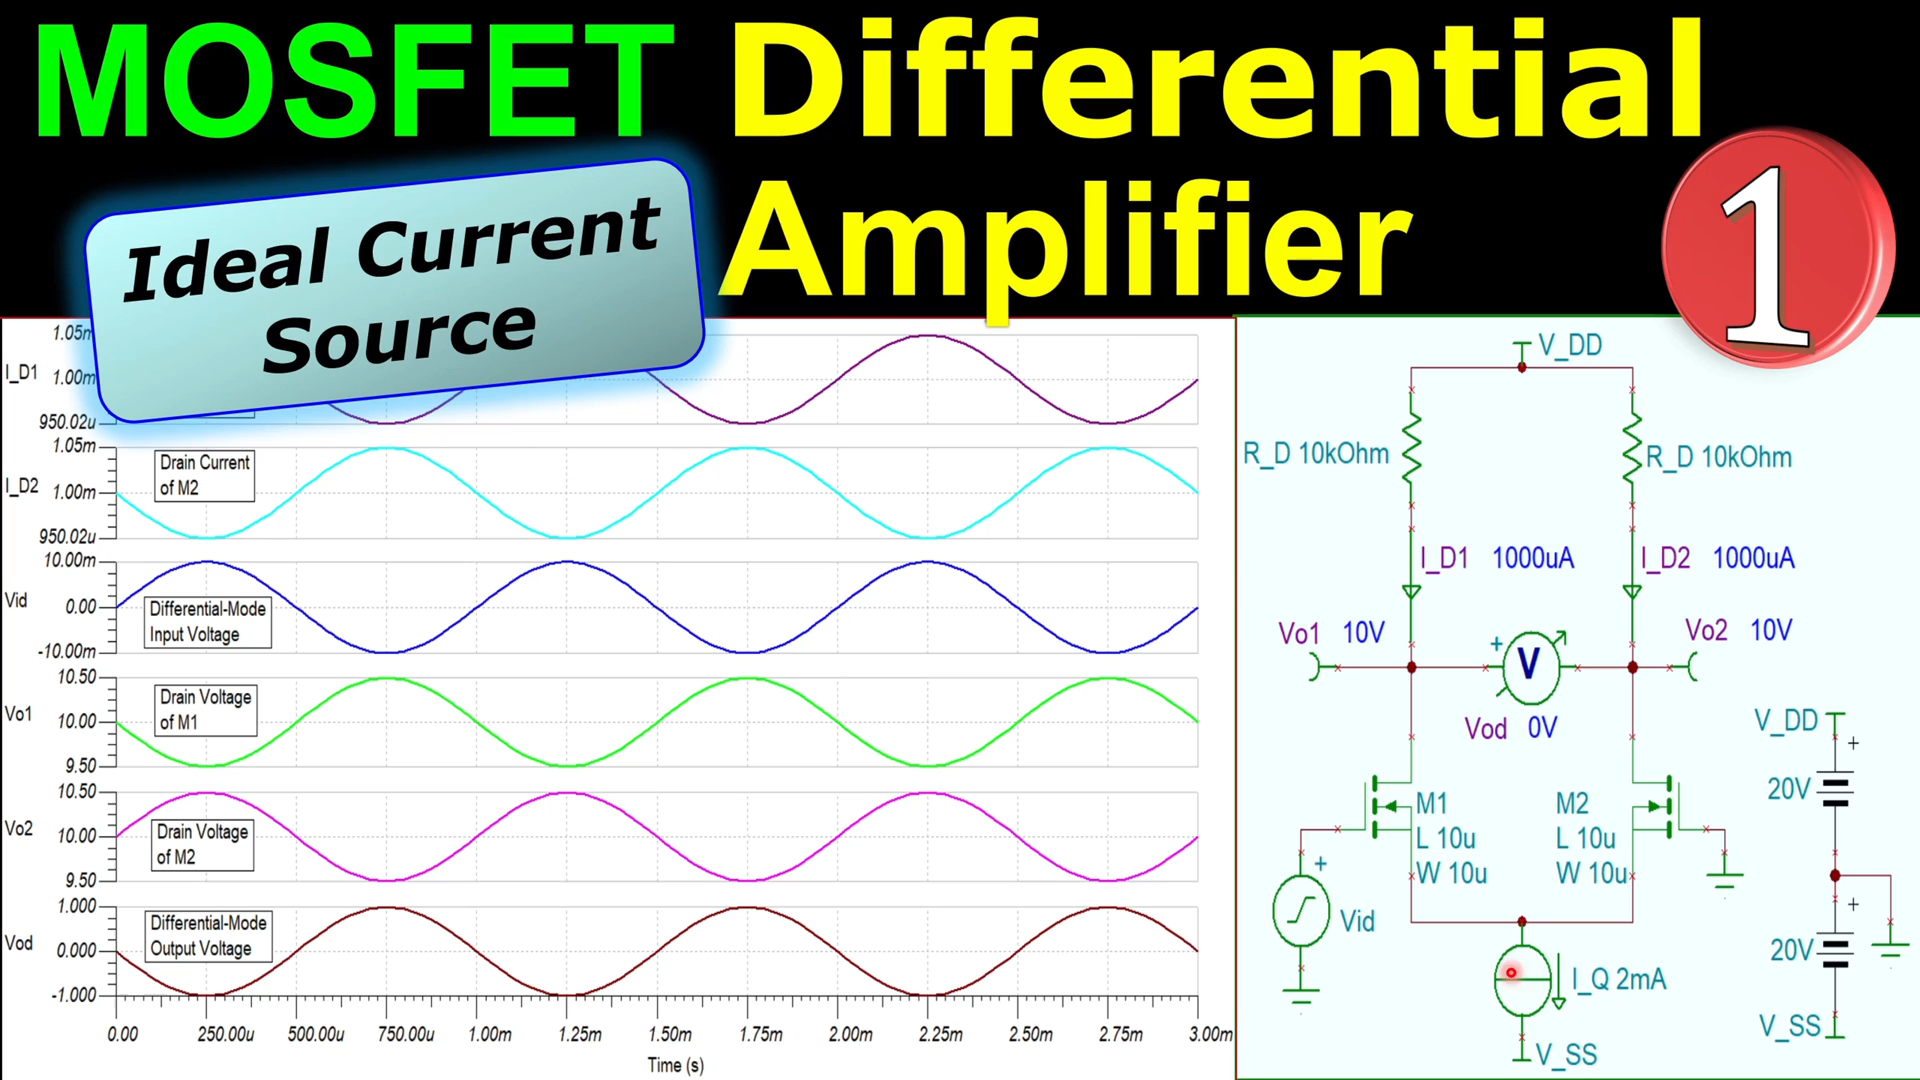 MOSFET Differential
Amplifier
1
Ideal Current
Source
I_D1
1.05m
1.00m
950.02u
I_D2
1.05m
1.00m
950.02u
Drain Current
of M2
Vid
10.00m
0.00
-10.00m
Differential-Mode
Input Voltage
Vo1
10.50
10.00
9.50
Drain Voltage
of M1
Vo2
10.50
10.00
9.50
Drain Voltage
of M2
Vod
1.000
0.000
-1.000
Differential-Mode
Output Voltage
0.00 250.00u 500.00u 750.00u 1.00m 1.25m 1.50m 1.75m 2.00m 2.25m 2.50m 2.75m 3.00m
Time (s)
V_DD
R_D 10kOhm
R_D 10kOhm
I_D1 1000uA
I_D2 1000uA
Vo1 10V
Vo2 10V
+
V
Vod 0V
M1
L 10u
W 10u
M2
L 10u
W 10u
+
Vid
I_Q 2mA
V_SS
V_DD
+
20V
+
20V
V_SS